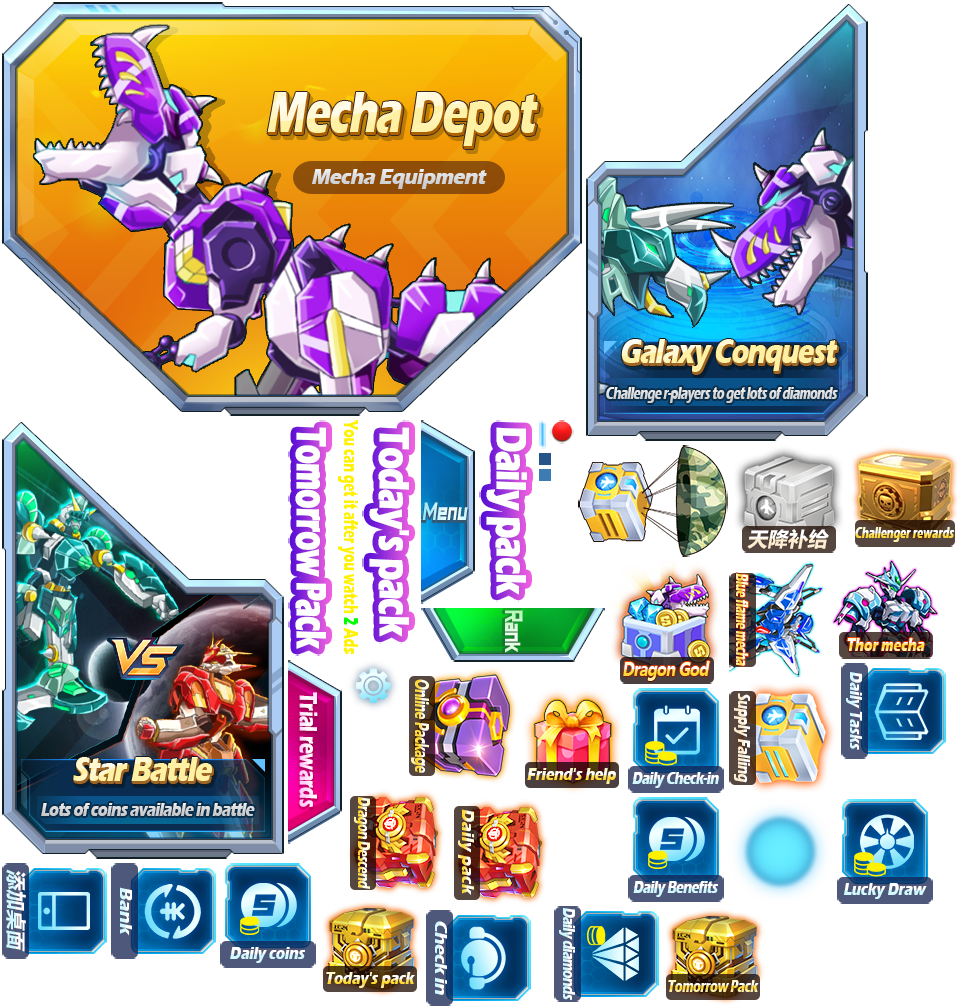 Mecha Depot
Mecha Equipment
Galaxy Conquest
Challenge r-players to get lots of diamonds
Tomorrow Pack
You can get it after you watch 2 Ads
Today's pack
Menu
Dailypack
Rank
天降补给
Challenger rewards
Dragon God
Blue flame mecha
Thor mecha
VS
Star Battle
Lots of coins available in battle
Trial rewards
Online Package
Friend's help
Daily Check-in
Supply Falling
Daily Tasks
Dragon Descend
Daily pack
Daily Benefits
Lucky Draw
添加桌面
Bank
Daily coins
Today's pack
Check in
Daily diamonds
Tomorrow Pack